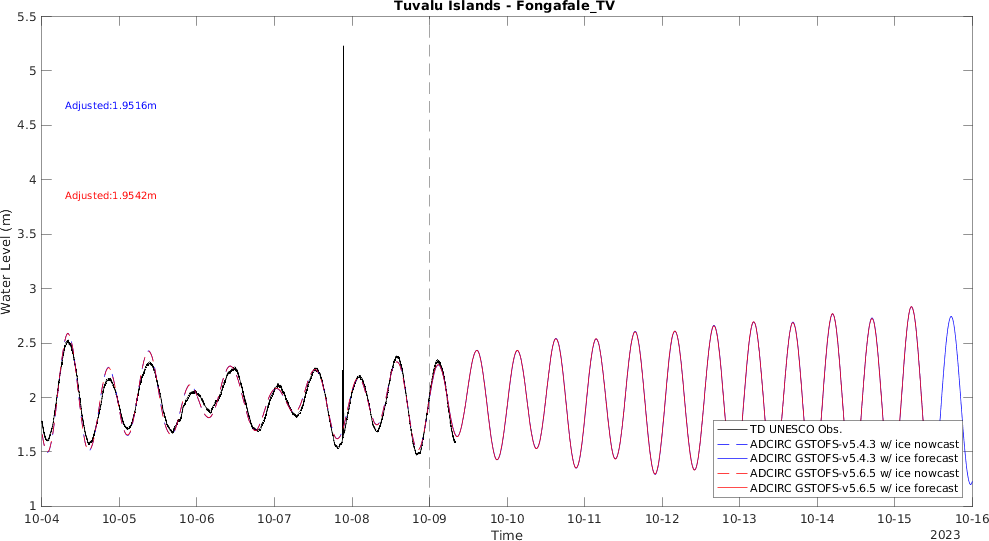 Tuvalu Islands - Fongafale_TV
5.5
5
4.5
4
3.5
3
2.5
2
1.5
1
Water Level (m)
Adjusted:1.9516m
Adjusted:1.9542m
TD UNESCO Obs.
ADCIRC GSTOFS-v5.4.3 w/ ice nowcast
ADCIRC GSTOFS-v5.4.3 w/ ice forecast
ADCIRC GSTOFS-v5.6.5 w/ ice nowcast
ADCIRC GSTOFS-v5.6.5 w/ ice forecast
10-04 10-05 10-06 10-07 10-08 10-09 10-10 10-11 10-12 10-13 10-14 10-15 10-16
Time
2023